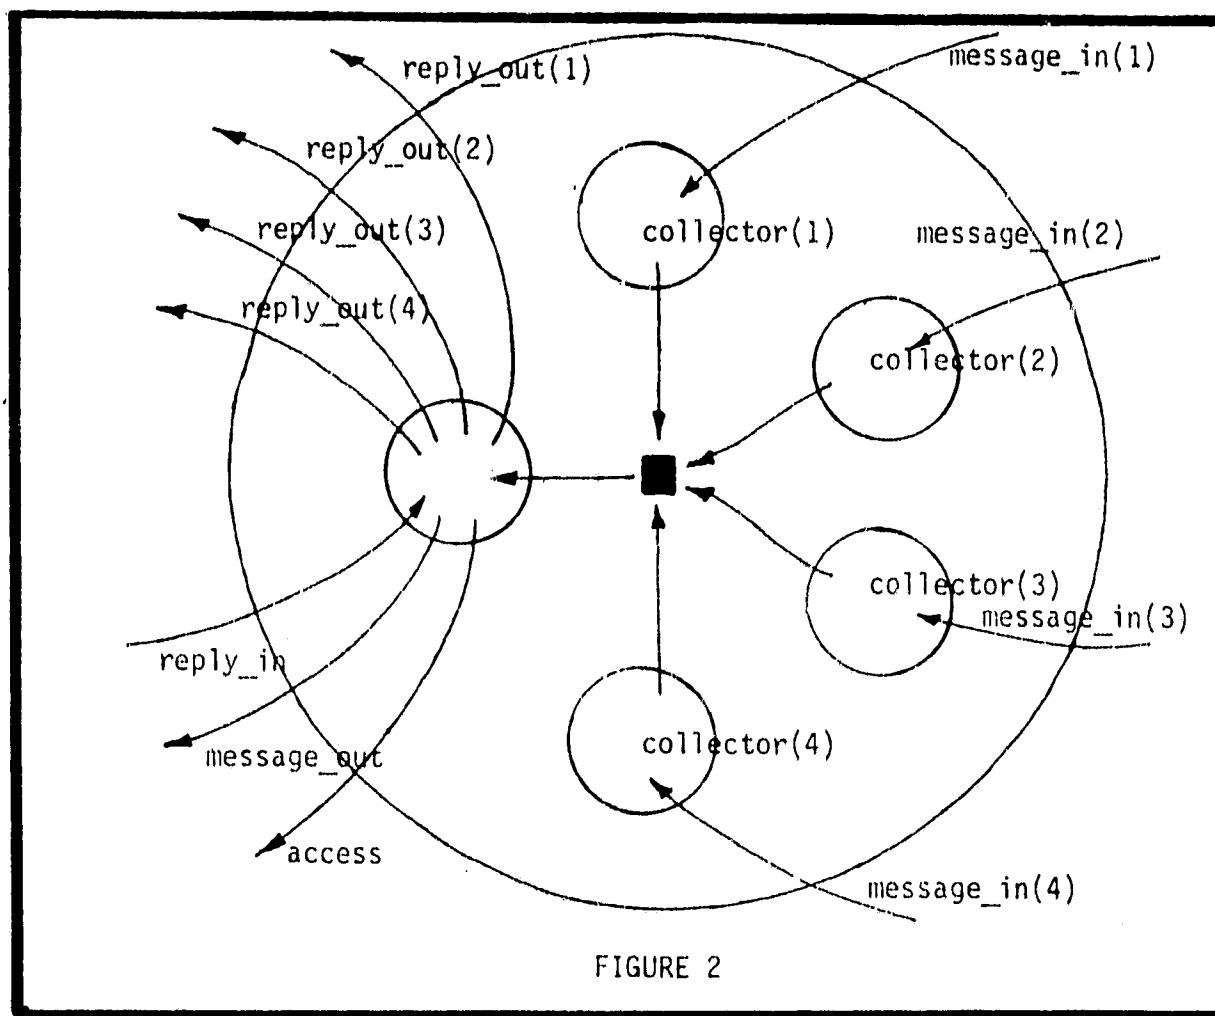 reply_out(1)
message_in(1)
reply_out(2)
reply_out(3)
collector(1)
message_in(2)
reply_out(4)
collector(2)
collector(3)
message_in(3)
reply_in
collector(4)
message_out
access
message_in(4)
FIGURE 2